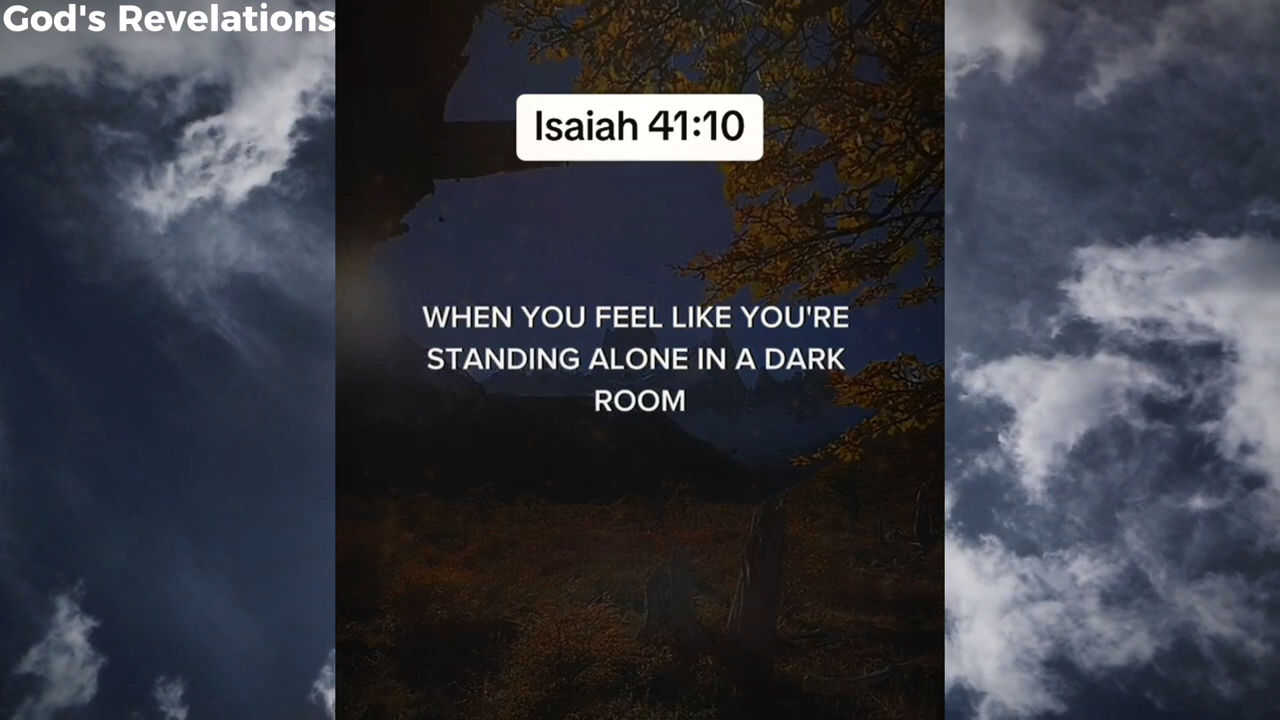 God's Revelations
Isaiah 41:10
WHEN YOU FEEL LIKE YOU'RE
STANDING ALONE IN A DARK
ROOM